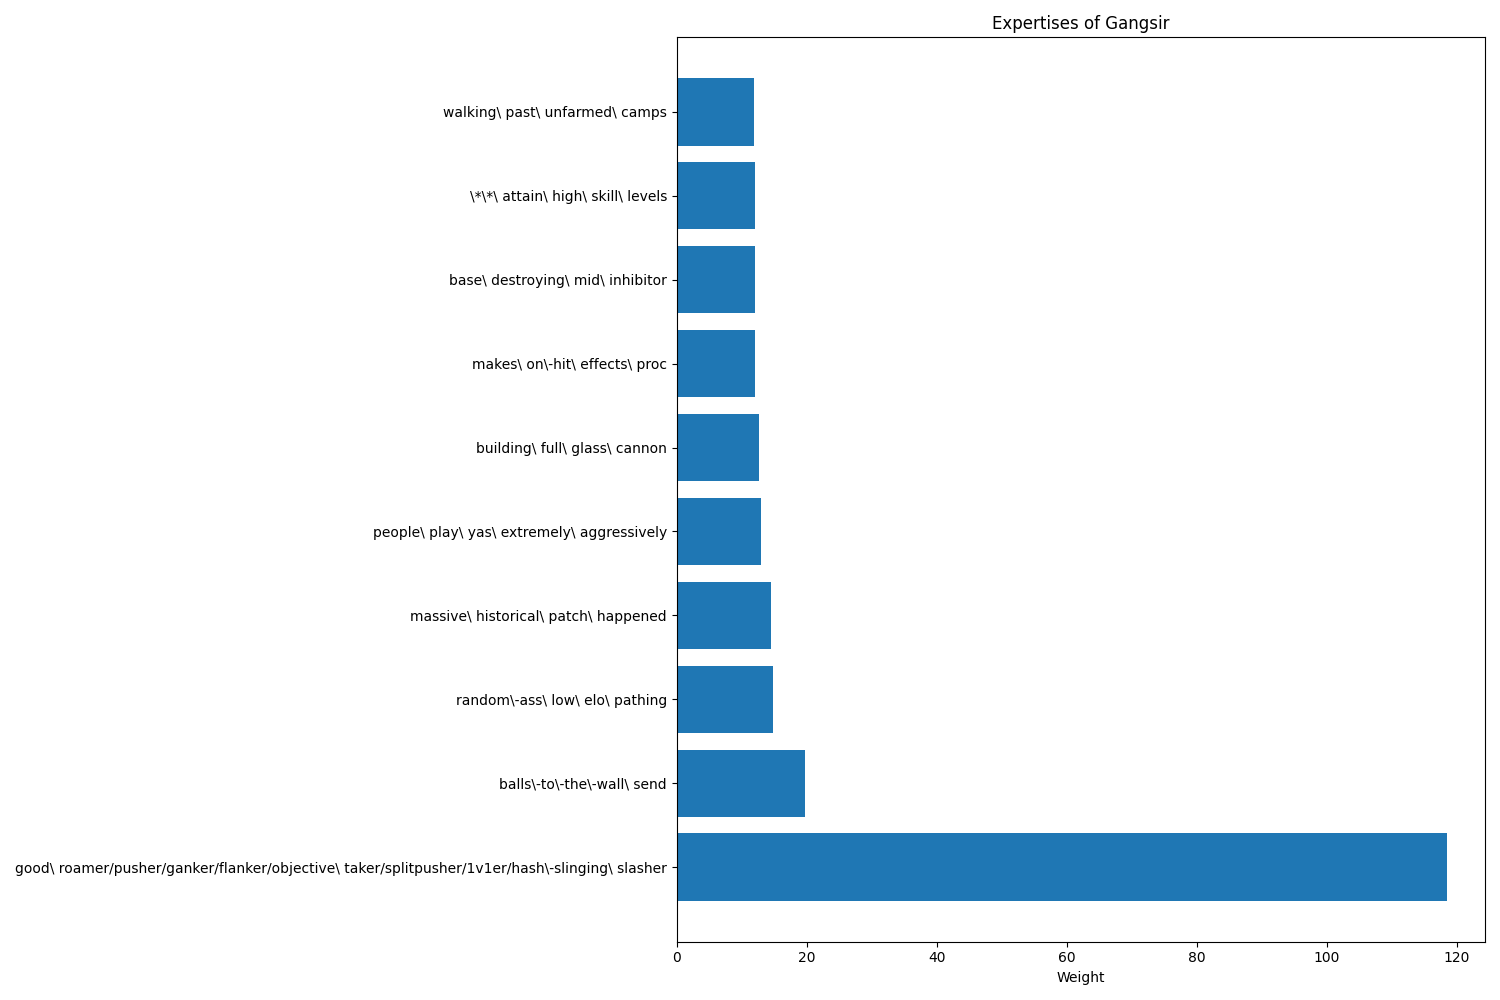 Expertises of Gangsir
walking\ past\ unfarmed\ camps
\*\*\ attain\ high\ skill\ levels
base\ destroying\ mid\ inhibitor
makes\ on\-hit\ effects\ proc
building\ full\ glass\ cannon
people\ play\ yas\ extremely\ aggressively
massive\ historical\ patch\ happened
random\-ass\ low\ elo\ pathing
balls\-to\-the\-wall\ send
good\ roamer/pusher/ganker/flanker/objective\ taker/splitpusher/1v1er/hash\-slinging\ slasher
0 20 40 60 80 100 120
Weight